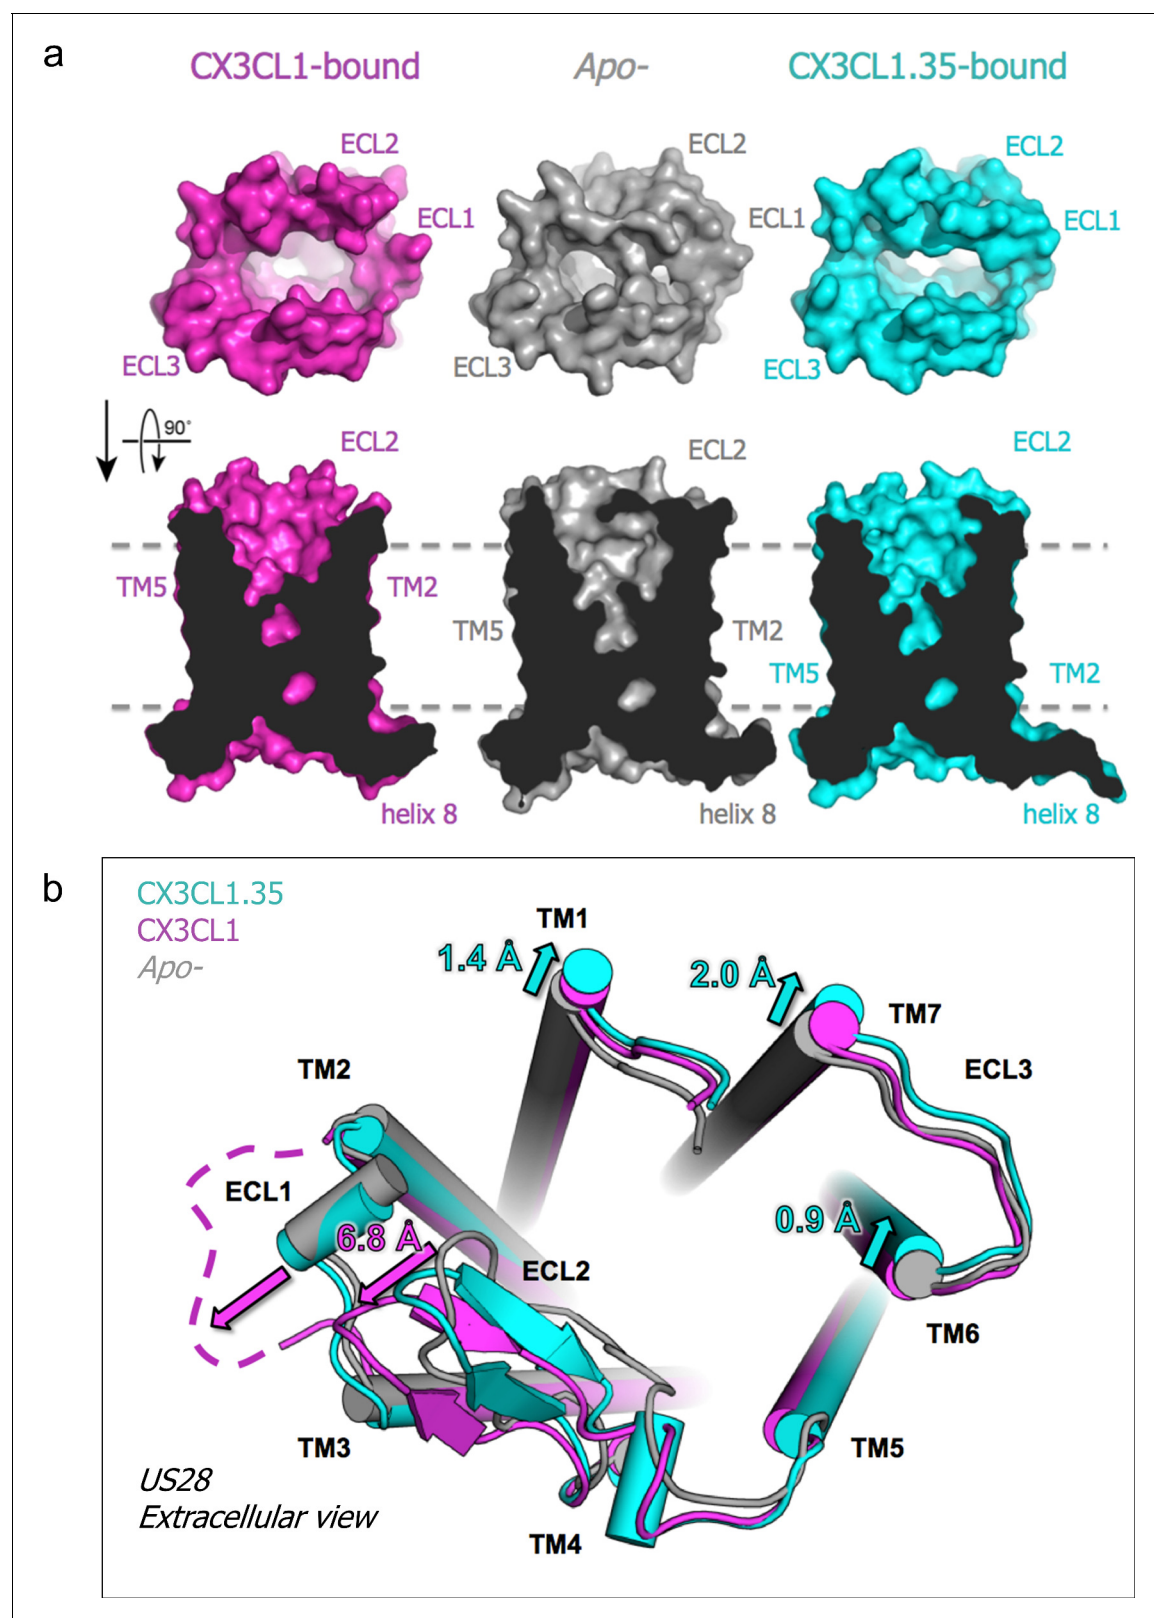 a
CX3CL1-bound
Apo-
CX3CL1.35-bound
ECL2
ECL2
ECL2
ECL1
ECL1
ECL1
ECL3
ECL3
ECL3
90°
ECL2
ECL2
ECL2
TM5
TM2
TM5
TM2
TM5
TM2
helix 8
helix 8
helix 8
b
CX3CL1.35
CX3CL1
Apo-
TM1
1.4 Å
2.0 Å
TM7
TM2
ECL3
ECL1
6.8 Å
0.9 Å
ECL2
TM6
TM3
TM5
US28
Extracellular view
TM4